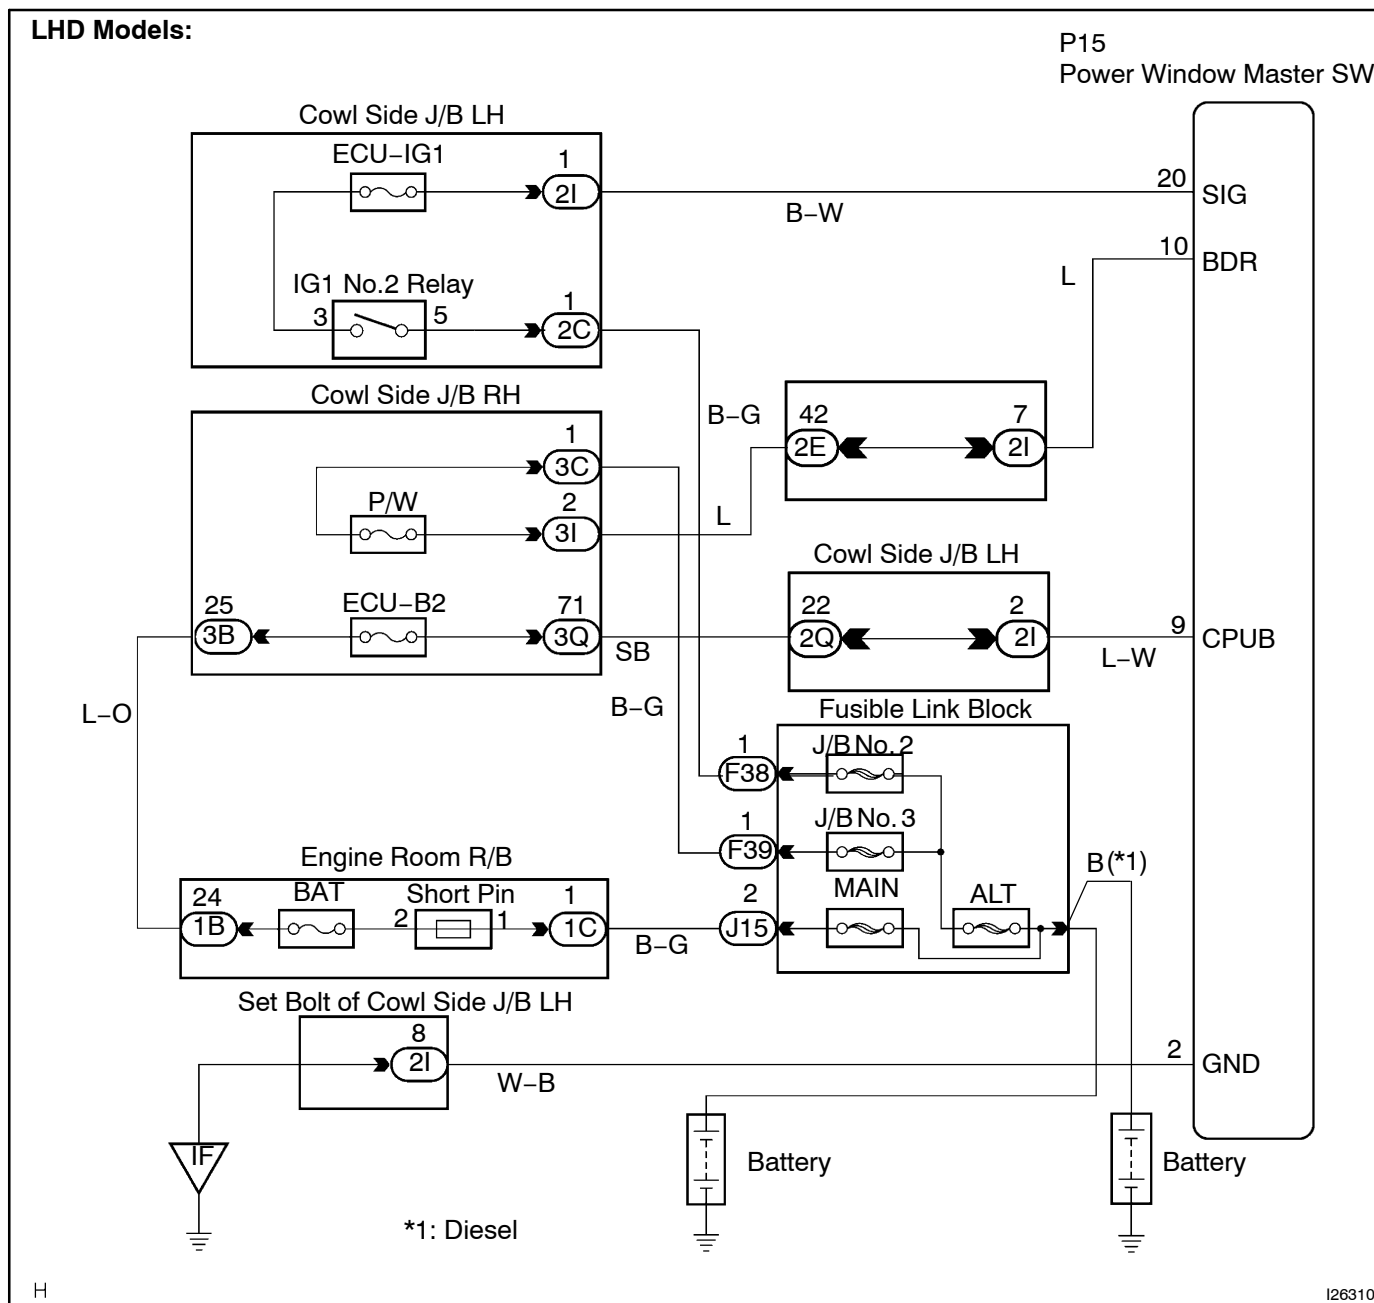 LHD Models:
P15
Power Window Master SW
Cowl Side J/B LH
ECU−IG1
1
2I
B−W
20
SIG
10
BDR
L
IG1 No.2 Relay
3
5
1
2C
Cowl Side J/B RH
B−G
42
2E
7
2I
1
3C
P/W
2
3I
L
Cowl Side J/B LH
25
3B
ECU−B2
71
3Q
SB
22
2Q
2
2I
L−W
9
CPUB
L−O
B−G
Fusible Link Block
1
F38
J/B No. 2
1
F39
J/B No. 3
B (*1)
Engine Room R/B
24
1B
BAT
2
Short Pin
1
1
1C
B−G
2
J15
MAIN
ALT
Set Bolt of Cowl Side J/B LH
8
2I
W−B
2
GND
IF
Battery
Battery
*1: Diesel
H
I26310